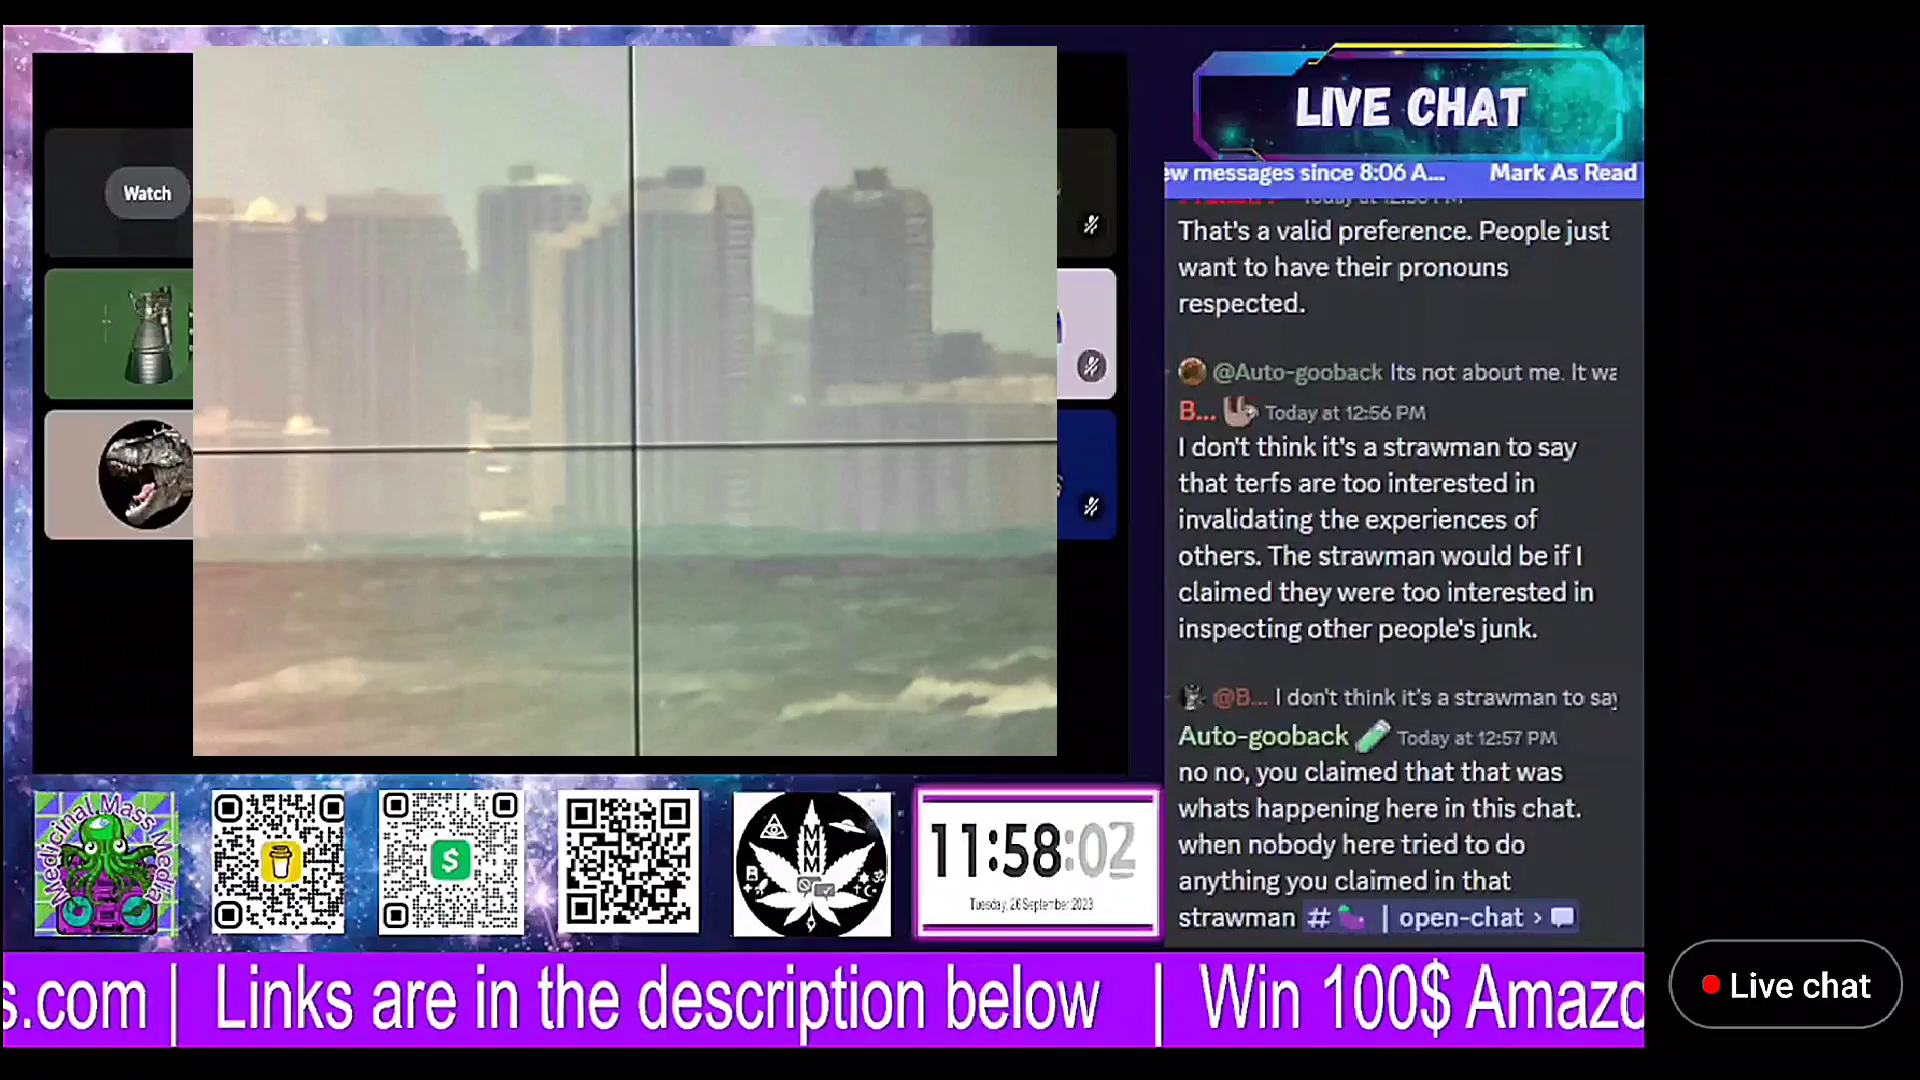 LIVE CHAT
ew messages since 8:06 A... Mark As Read
Watch
That's a valid preference. People just
want to have their pronouns
respected.
@Auto-gooback Its not about me. It wa
B... Today at 12:56 PM
I don't think it's a strawman to say
that terfs are too interested in
invalidating the experiences of
others. The strawman would be if I
claimed they were too interested in
inspecting other people's junk.
@B... I don't think it's a strawman to say
Auto-gooback Today at 12:57 PM
no no, you claimed that that was
whats happening here in this chat.
when nobody here tried to do
anything you claimed in that
strawman # | open-chat ›
Medicinal Mass Media
$
MMM
11:58:02
Tuesday, 26 September 2023
s.com | Links are in the description below | Win 100$ Amazo
Live chat